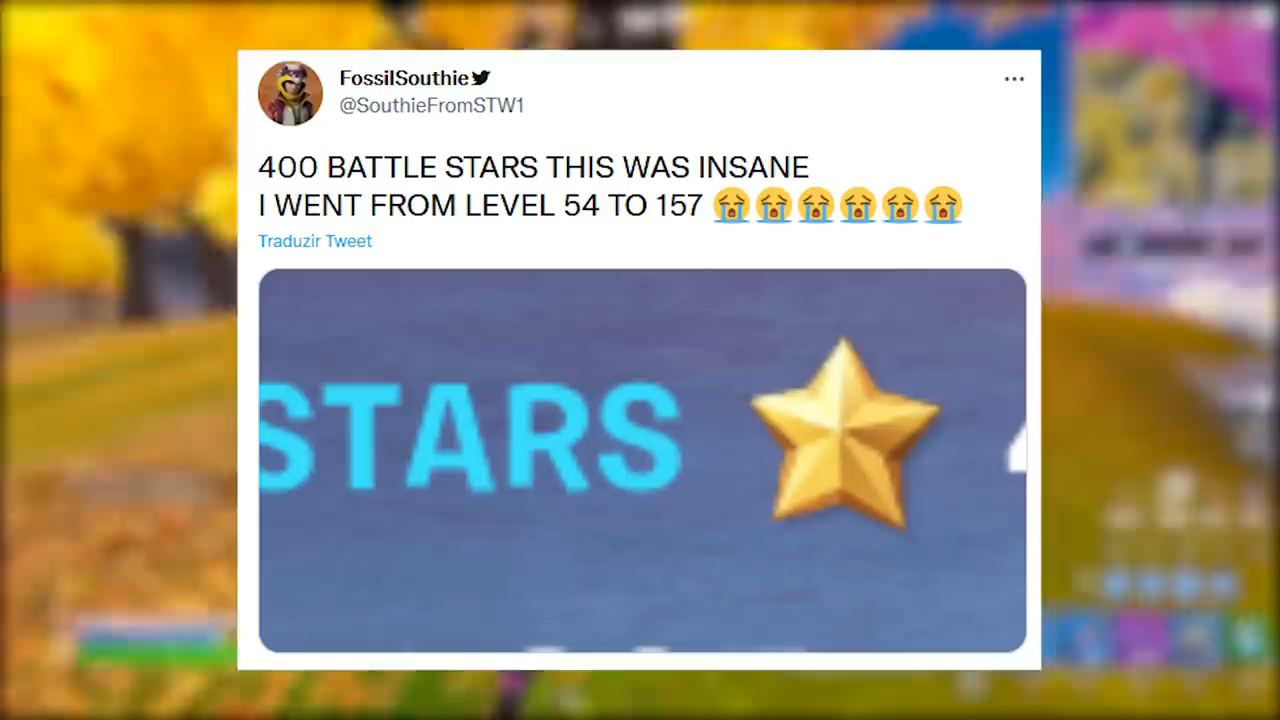 FossilSouthie
@SouthieFromSTW1
400 BATTLE STARS THIS WAS INSANE
I WENT FROM LEVEL 54 TO 157 😭😭😭😭😭😭
Traduzir Tweet
STARS